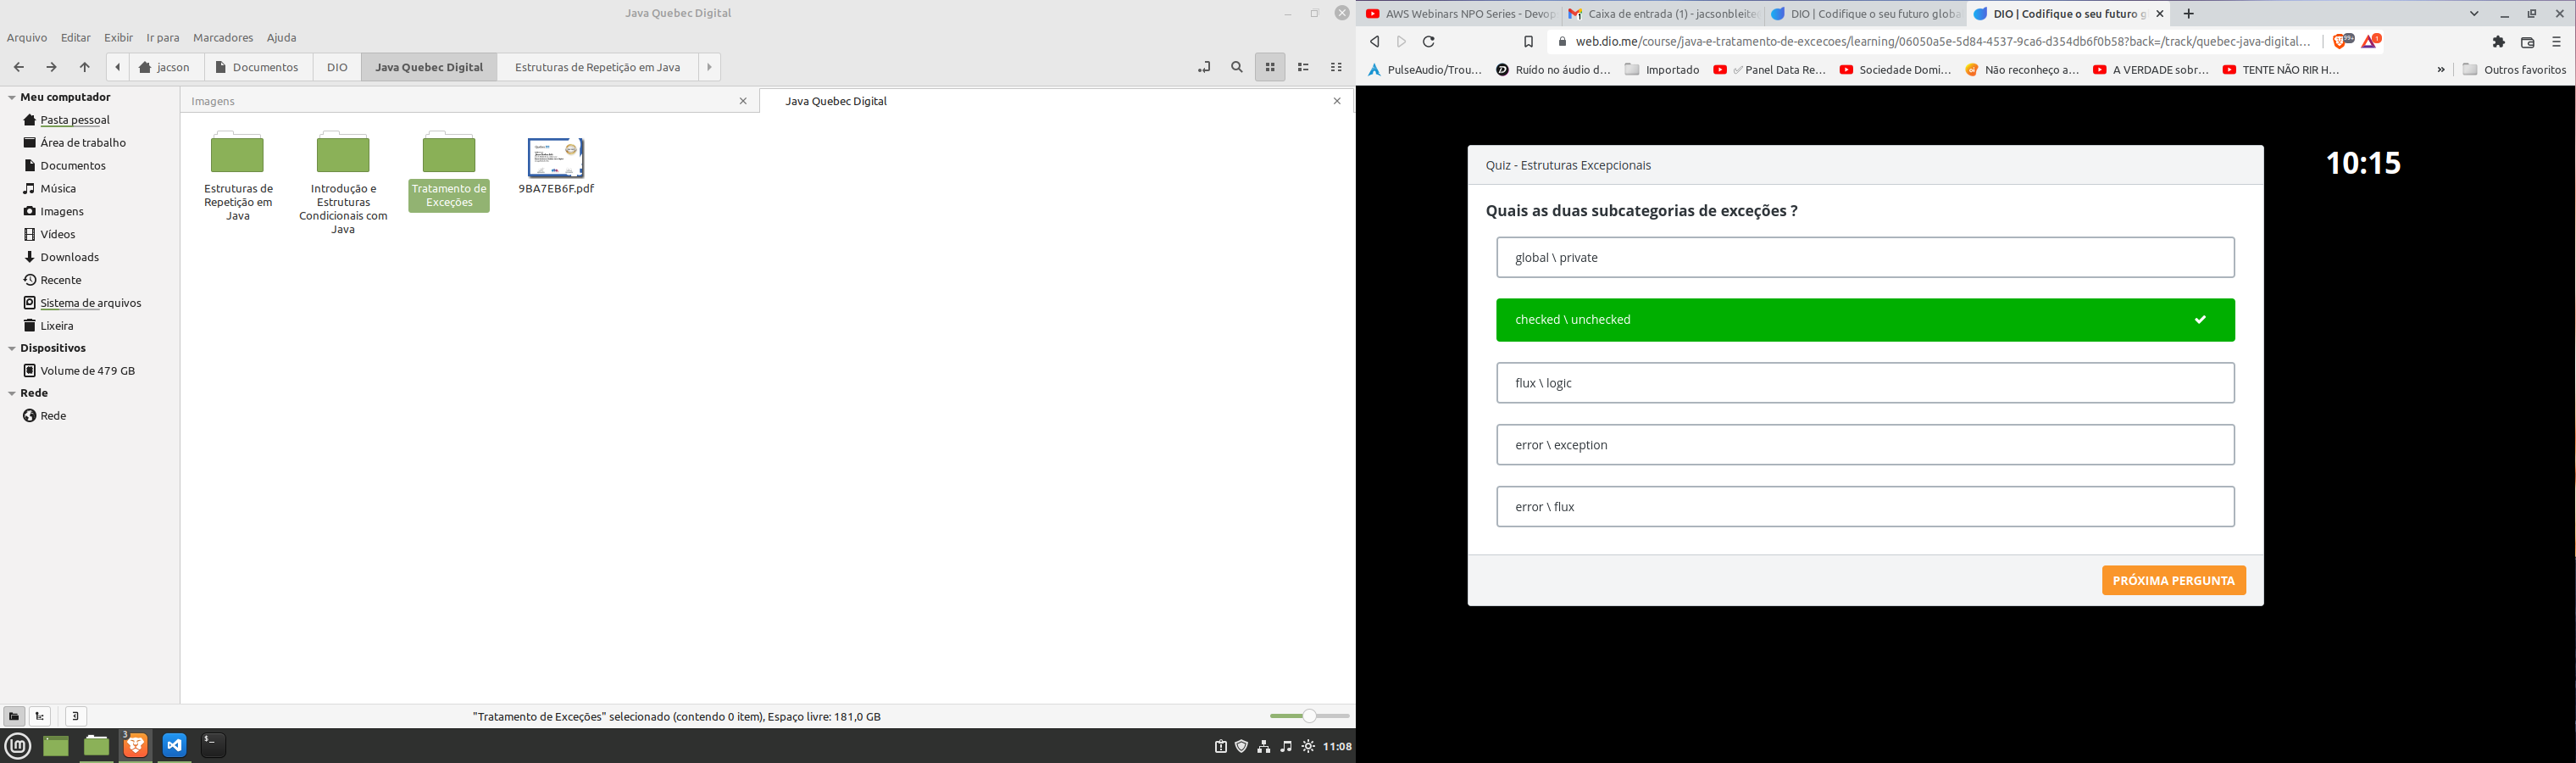 Java Quebec Digital
Arquivo Editar Exibir Ir para Marcadores Ajuda
jacson Documentos DIO Java Quebec Digital Estruturas de Repetição em Java
Meu computador
Pasta pessoal
Área de trabalho
Documentos
Música
Imagens
Vídeos
Downloads
Recente
Sistema de arquivos
Lixeira
Dispositivos
Volume de 479 GB
Rede
Rede
Imagens
Java Quebec Digital
Estruturas de
Repetição em
Java
Introdução e
Estruturas
Condicionais com
Java
Tratamento de
Exceções
9BA7EB6F.pdf
"Tratamento de Exceções" selecionado (contendo 0 item), Espaço livre: 181,0 GB
3
11:08
AWS Webinars NPO Series - Devop
Caixa de entrada (1) - jacsonbleite
DIO | Codifique o seu futuro globa
DIO | Codifique o seu futuro g
web.dio.me/course/java-e-tratamento-de-excecoes/learning/06050a5e-5d84-4537-9ca6-d354db6f0b58?back=/track/quebec-java-digital...
99+
1
PulseAudio/Trou...
Ruído no áudio d...
Importado
Panel Data Re...
Sociedade Domi...
Não reconheço a...
A VERDADE sobr...
TENTE NÃO RIR H...
»
Outros favoritos
Quiz - Estruturas Excepcionais
10:15
Quais as duas subcategorias de exceções ?
global \ private
checked \ unchecked
flux \ logic
error \ exception
error \ flux
PRÓXIMA PERGUNTA